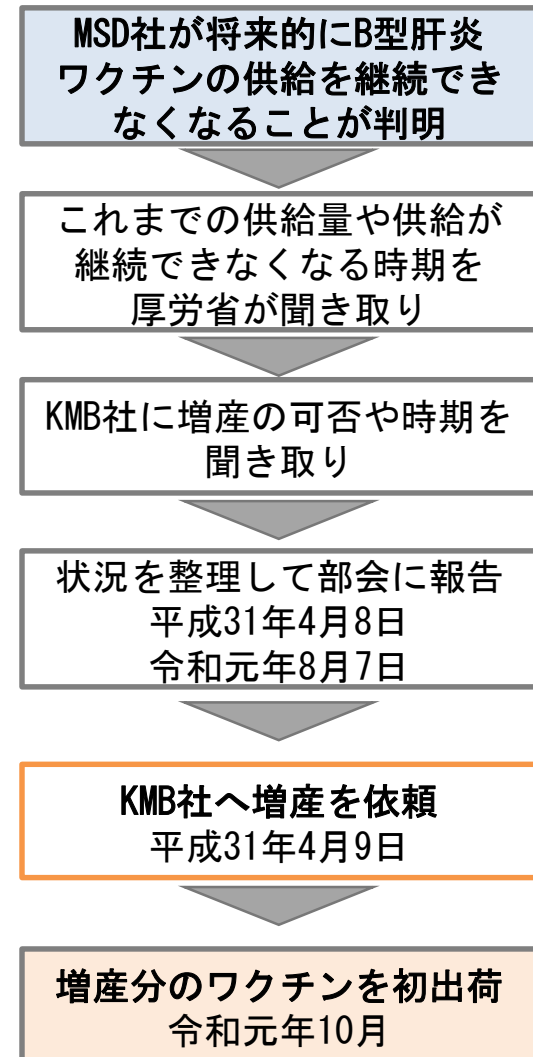 MSD社が将来的にB型肝炎
ワクチンの供給を継続でき
なくなることが判明
これまでの供給量や供給が
継続できなくなる時期を
厚労省が聞き取り
KMB社に増産の可否や時期を
聞き取り
状況を整理して部会に報告
平成31年4月8日
令和元年8月7日
KMB社へ増産を依頼
平成31年4月9日
増産分のワクチンを初出荷
令和元年10月